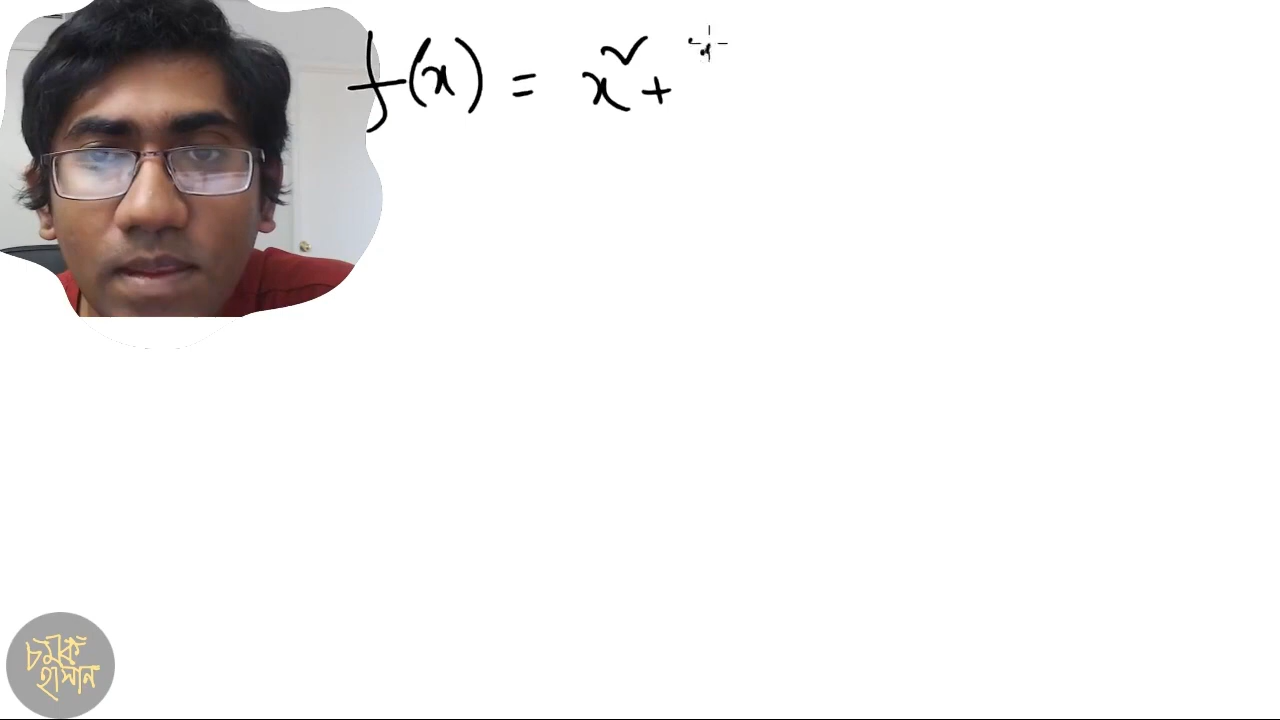 f(x) = x² +
চমক
হাসান